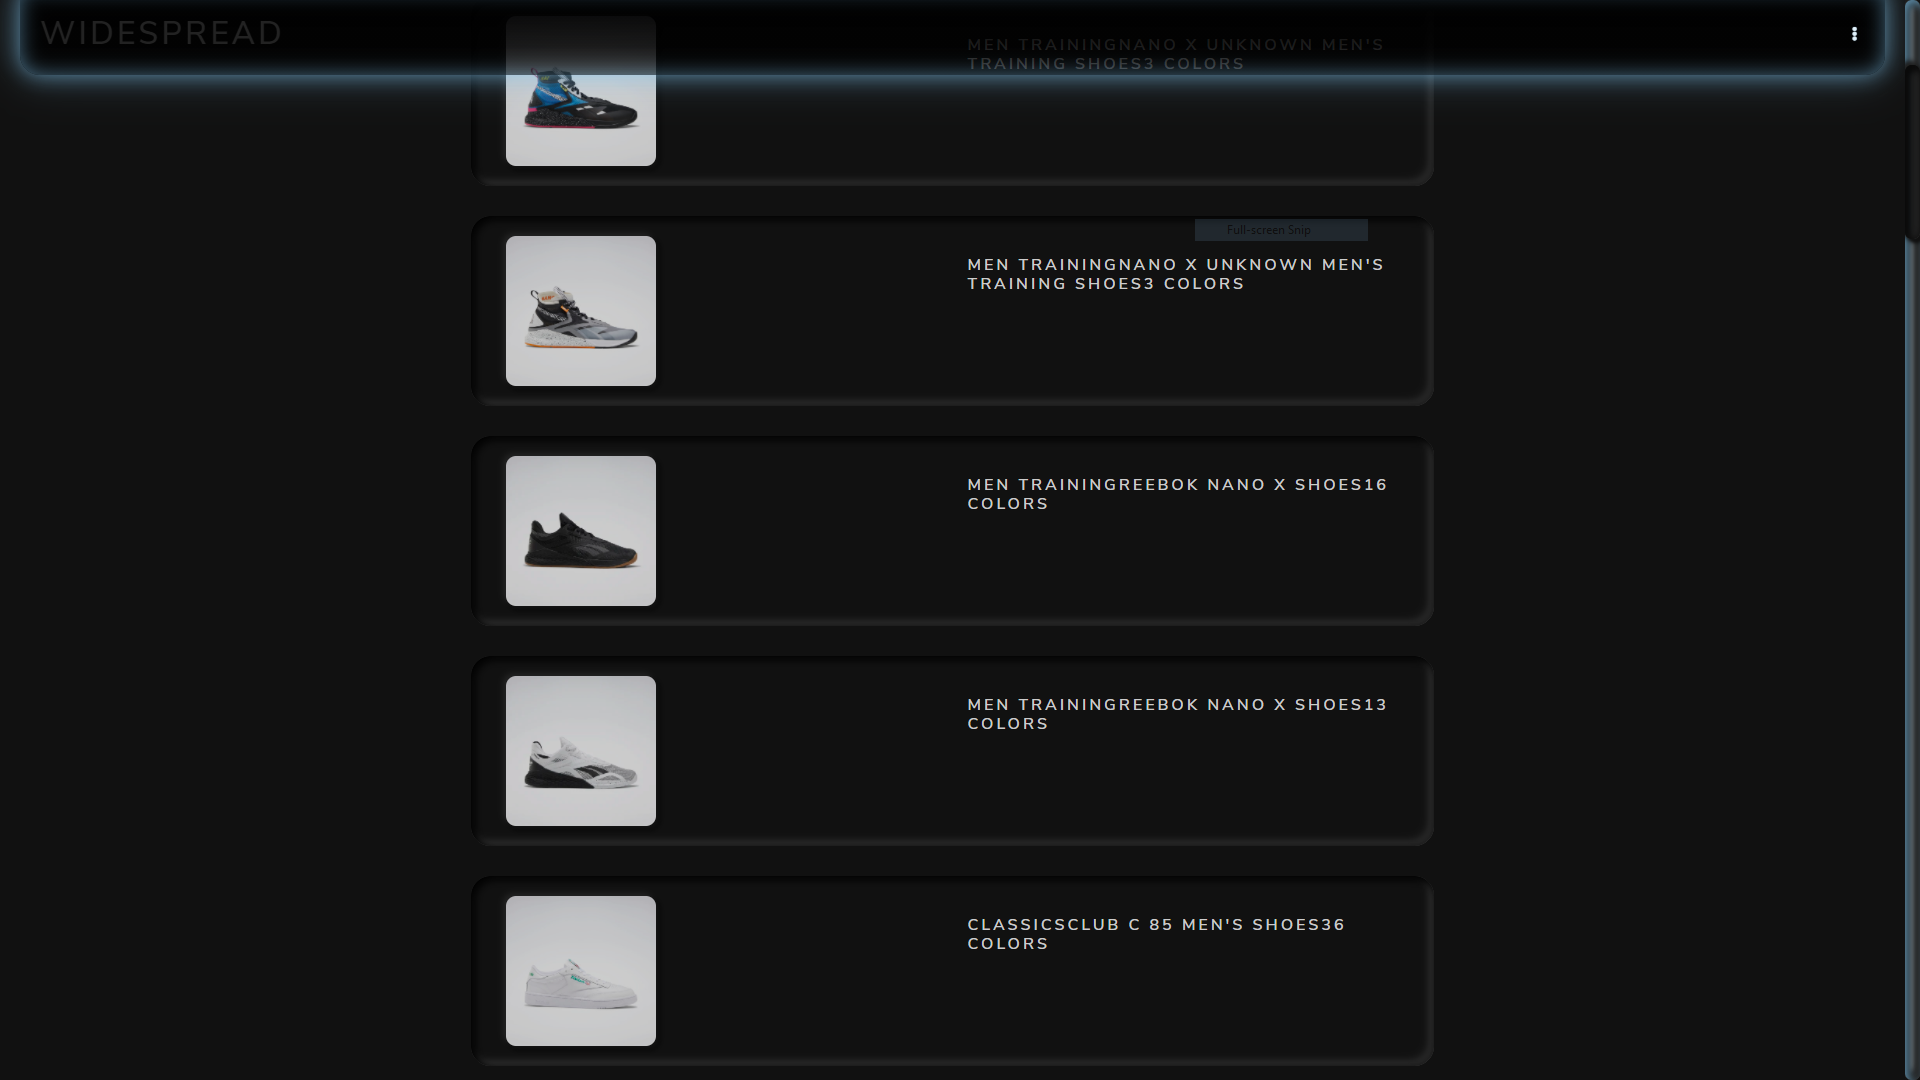 WIDESPREAD
MEN TRAININGNANO X UNKNOWN MEN'S
TRAINING SHOES3 COLORS
Full-screen Snip
MEN TRAININGNANO X UNKNOWN MEN'S
TRAINING SHOES3 COLORS
MEN TRAININGREEBOK NANO X SHOES16
COLORS
MEN TRAININGREEBOK NANO X SHOES13
COLORS
CLASSICSCLUB C 85 MEN'S SHOES36
COLORS